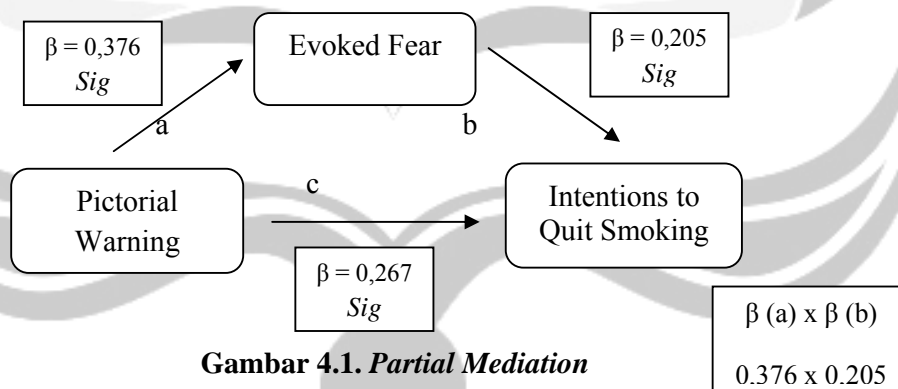 β = 0,376
Sig
Evoked Fear
β = 0,205
Sig
a
b
Pictorial
Warning
c
Intentions to
Quit Smoking
β = 0,267
Sig
β (a) x β (b)
0,376 x 0,205
Gambar 4.1. Partial Mediation